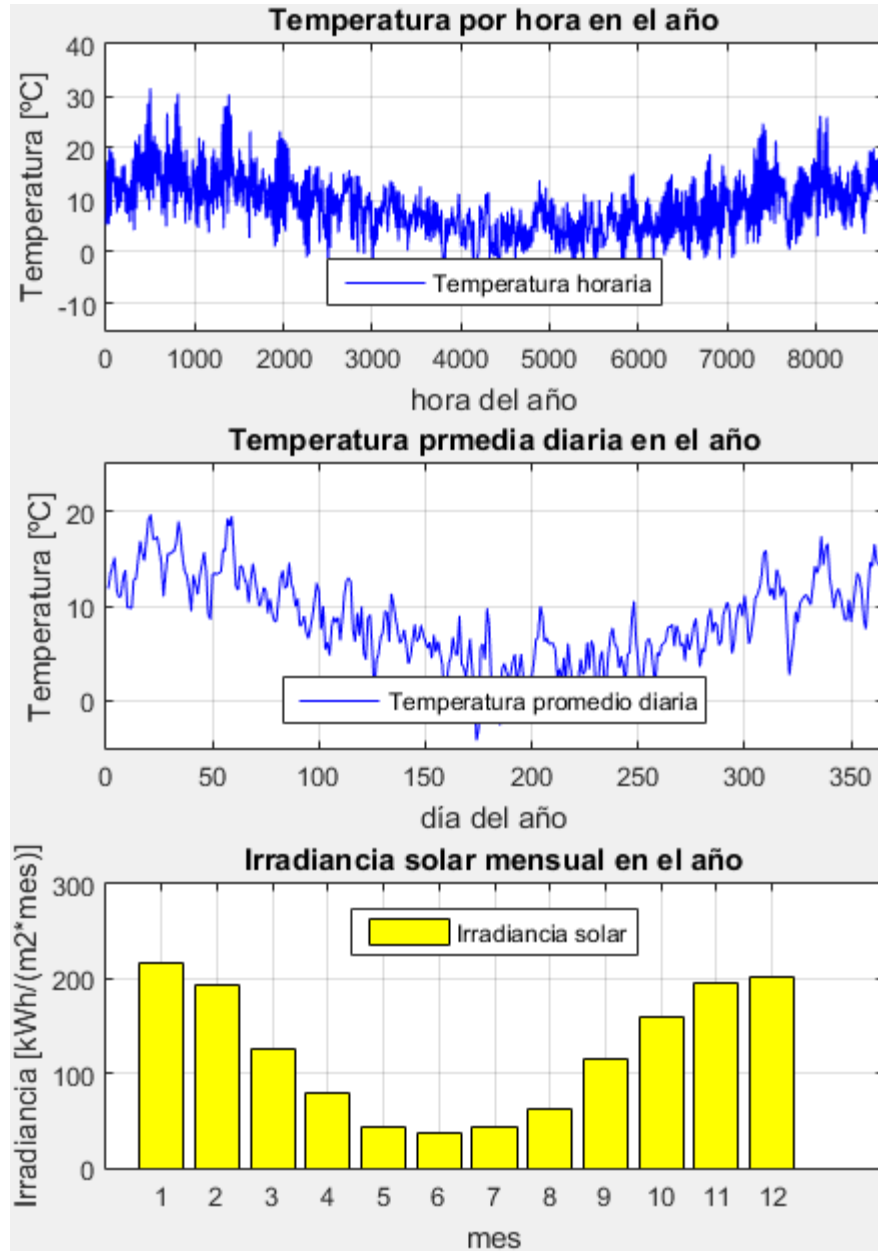 Temperatura por hora en el año
Temperatura [ºC]
40
30
20
10
0
-10
Temperatura horaria
0 1000 2000 3000 4000 5000 6000 7000 8000
hora del año
Temperatura prmedia diaria en el año
Temperatura [ºC]
20
10
0
Temperatura promedio diaria
0 50 100 150 200 250 300 350
día del año
Irradiancia solar mensual en el año
Irradiancia [kWh/(m2*mes)]
300
200
100
0
Irradiancia solar
1 2 3 4 5 6 7 8 9 10 11 12
mes